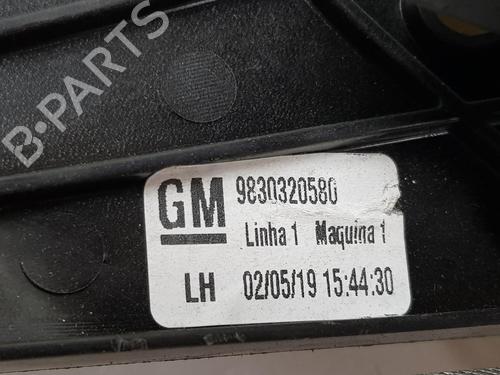 B-PARTS
GM 9830320580
Linha 1 Maquina 1
LH 02/05/19 15:44:30